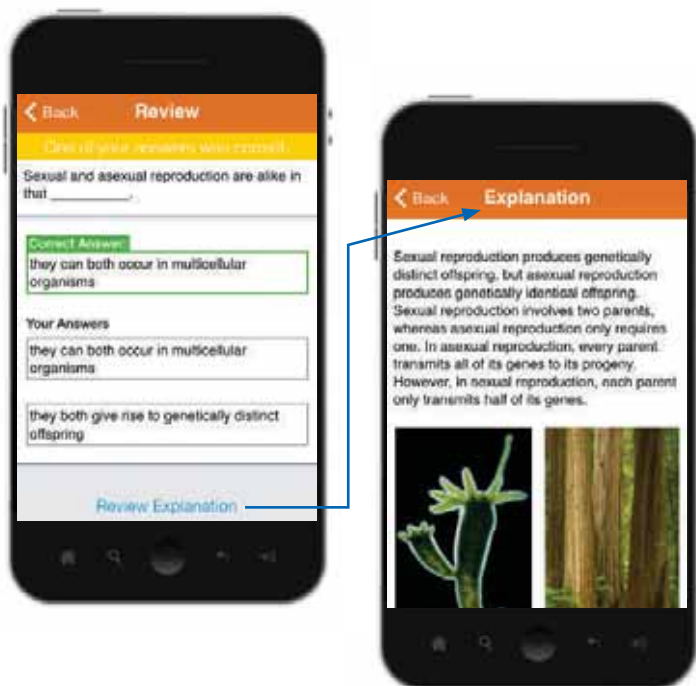 Back Review
One of your answers was correct.
Sexual and asexual reproduction are alike in
that __________.
Correct Answer:
they can both occur in multicellular
organisms
Your Answers
they can both occur in multicellular
organisms
they both give rise to genetically distinct
offspring
Review Explanation
Back Explanation
Sexual reproduction produces genetically
distinct offspring, but asexual reproduction
produces genetically identical offspring.
Sexual reproduction involves two parents,
whereas asexual reproduction only requires
one. In asexual reproduction, every parent
transmits all of its genes to its progeny.
However, in sexual reproduction, each parent
only transmits half of its genes.